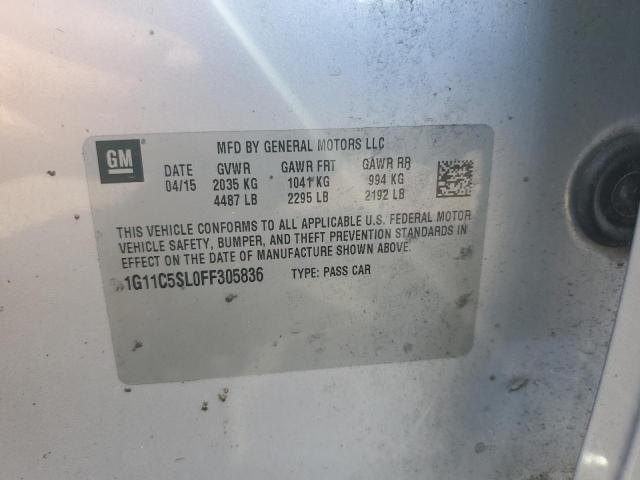 GM
MFD BY GENERAL MOTORS LLC
DATE GVWR GAWR FRT GAWR RR
04/15 2035 KG 1041 KG 994 KG
4487 LB 2295 LB 2192 LB
THIS VEHICLE CONFORMS TO ALL APPLICABLE U.S. FEDERAL MOTOR
VEHICLE SAFETY, BUMPER, AND THEFT PREVENTION STANDARDS IN
EFFECT ON THE DATE OF MANUFACTURE SHOWN ABOVE.
1G11C5SL0FF305836 TYPE: PASS CAR